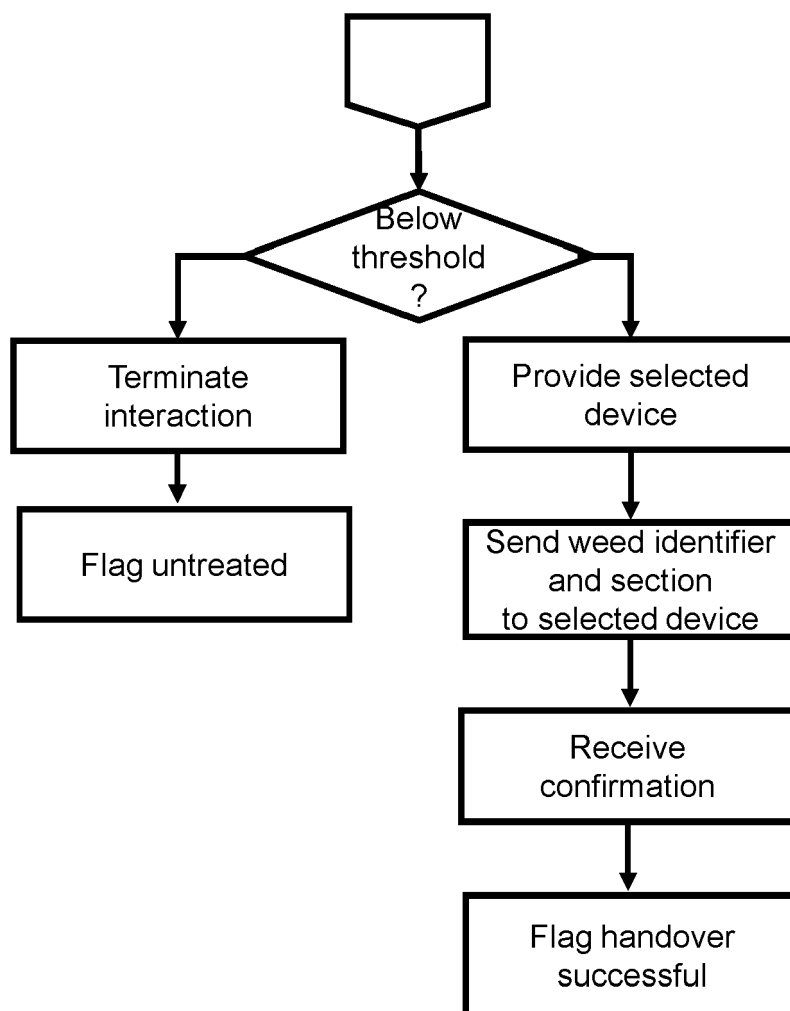 Below
threshold
?
Terminate
interaction
Flag untreated
Provide selected
device
Send weed identifier
and section
to selected device
Receive
confirmation
Flag handover
successful